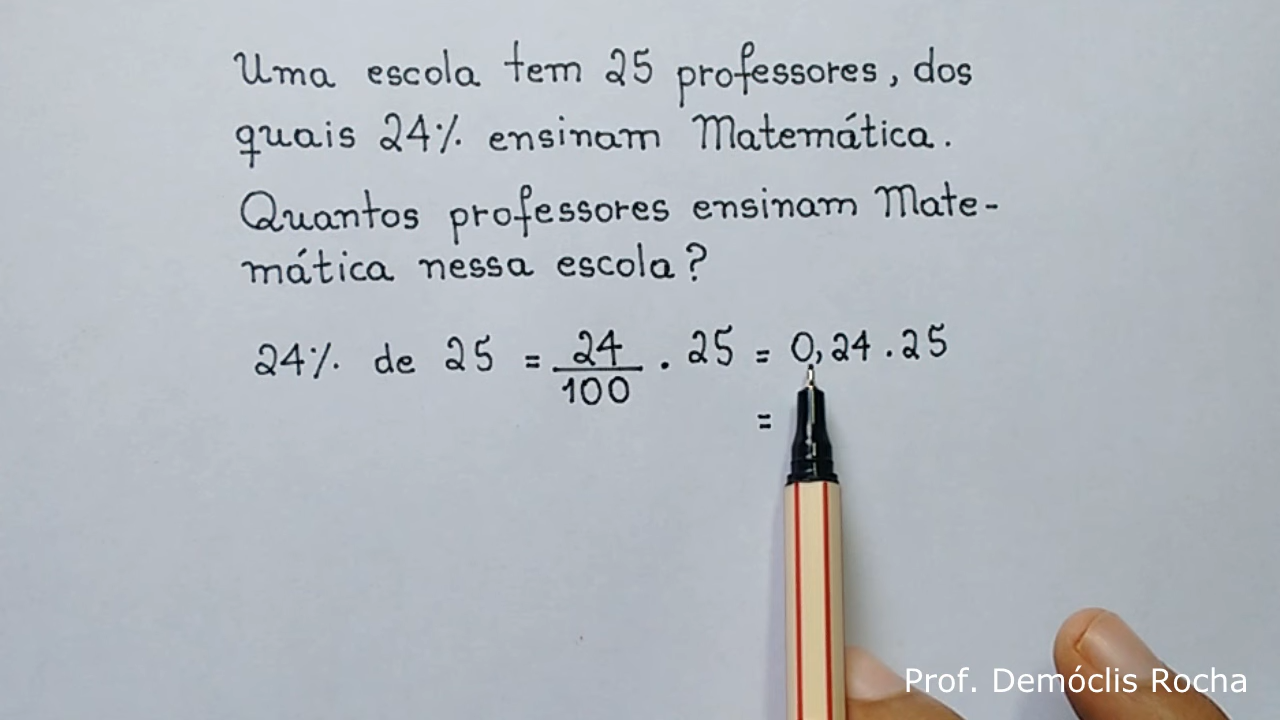 Uma escola tem 25 professores, dos
quais 24% ensinam Matemática.
Quantos professores ensinam Mate-
mática nessa escola?
24% de 25 = 24/100 . 25 = 0,24 . 25
=
Prof. Demóclis Rocha